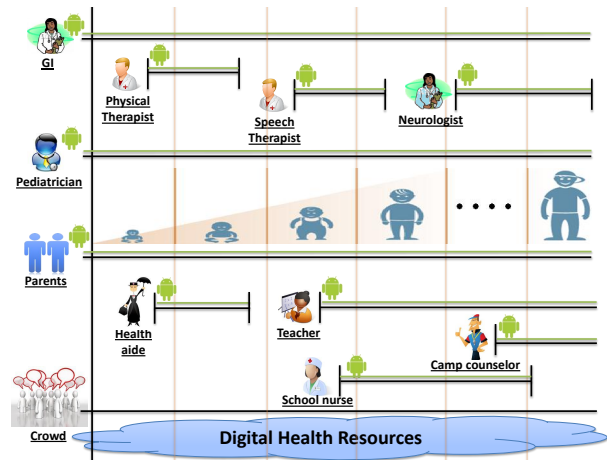 GI
Physical
Therapist
Speech
Therapist
Neurologist
Pediatrician
Parents
Health
aide
Teacher
Camp counselor
School nurse
Crowd
Digital Health Resources